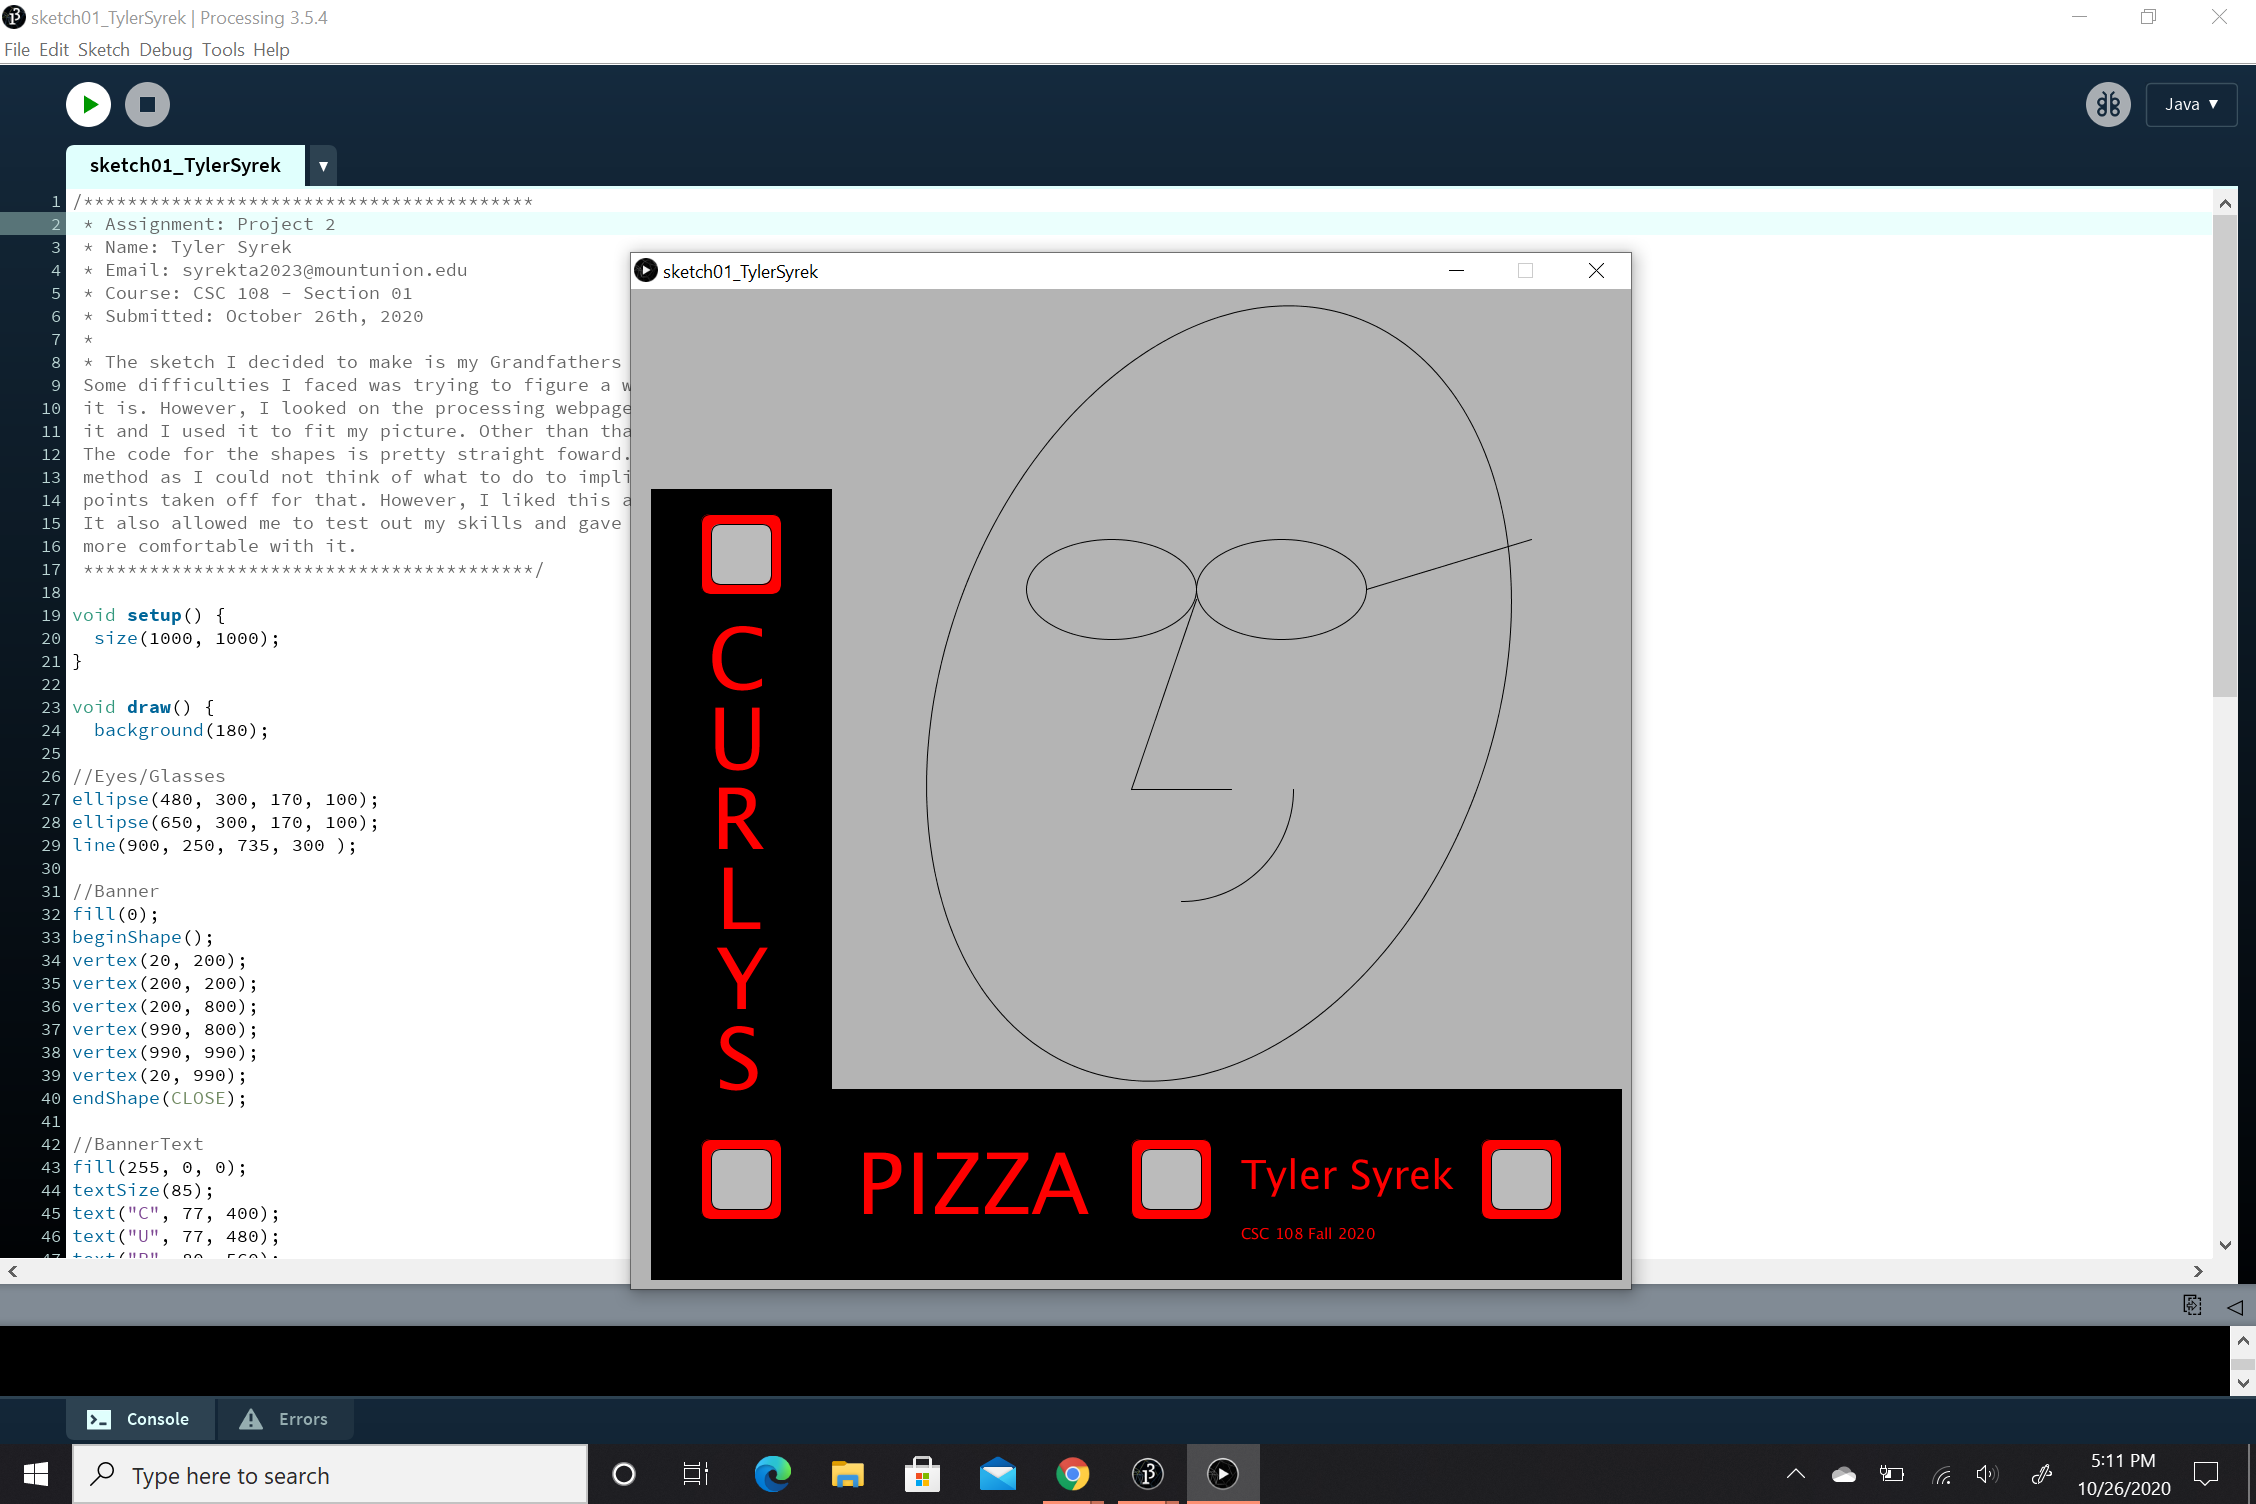 sketch01_TylerSyrek | Processing 3.5.4
File Edit Sketch Debug Tools Help
Java ▼
sketch01_TylerSyrek ▼
1 /*****************************************
2 * Assignment: Project 2
3 * Name: Tyler Syrek
4 * Email: syrekta2023@mountunion.edu
5 * Course: CSC 108 - Section 01
6 * Submitted: October 26th, 2020
7 *
8 * The sketch I decided to make is my Grandfathers
9 Some difficulties I faced was trying to figure a w
10 it is. However, I looked on the processing webpage
11 it and I used it to fit my picture. Other than tha
12 The code for the shapes is pretty straight foward.
13 method as I could not think of what to do to impli
14 points taken off for that. However, I liked this a
15 It also allowed me to test out my skills and gave
16 more comfortable with it.
17 *****************************************/
18
19 void setup() {
20 size(1000, 1000);
21 }
22
23 void draw() {
24 background(180);
25
26 //Eyes/Glasses
27 ellipse(480, 300, 170, 100);
28 ellipse(650, 300, 170, 100);
29 line(900, 250, 735, 300 );
30
31 //Banner
32 fill(0);
33 beginShape();
34 vertex(20, 200);
35 vertex(200, 200);
36 vertex(200, 800);
37 vertex(990, 800);
38 vertex(990, 990);
39 vertex(20, 990);
40 endShape(CLOSE);
41
42 //BannerText
43 fill(255, 0, 0);
44 textSize(85);
45 text("C", 77, 400);
46 text("U", 77, 480);
47 text("R", 80, 560);
sketch01_TylerSyrek
C
U
R
L
Y
S
PIZZA
Tyler Syrek
CSC 108 Fall 2020
Console
Errors
Type here to search
5:11 PM
10/26/2020